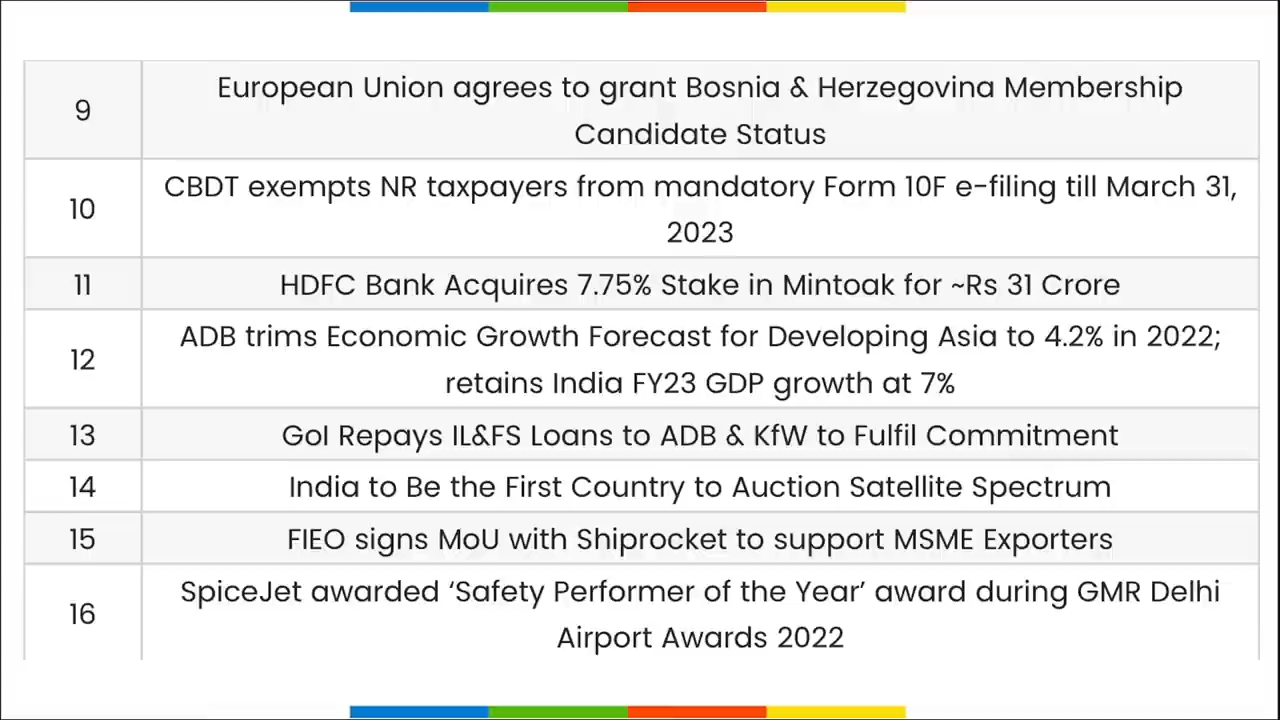 9
European Union agrees to grant Bosnia & Herzegovina Membership
Candidate Status
10
CBDT exempts NR taxpayers from mandatory Form 10F e-filing till March 31,
2023
11
HDFC Bank Acquires 7.75% Stake in Mintoak for ~Rs 31 Crore
12
ADB trims Economic Growth Forecast for Developing Asia to 4.2% in 2022;
retains India FY23 GDP growth at 7%
13
GoI Repays IL&FS Loans to ADB & KfW to Fulfil Commitment
14
India to Be the First Country to Auction Satellite Spectrum
15
FIEO signs MoU with Shiprocket to support MSME Exporters
16
SpiceJet awarded ‘Safety Performer of the Year’ award during GMR Delhi
Airport Awards 2022